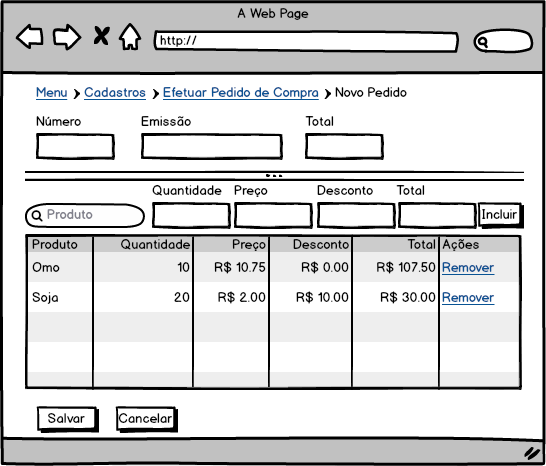 A Web Page
http://
Menu > Cadastros > Efetuar Pedido de Compra > Novo Pedido
Número Emissão Total
Quantidade Preço Desconto Total
Produto Incluir
Produto Quantidade Preço Desconto Total Ações
Omo 10 R$ 10.75 R$ 0.00 R$ 107.50 Remover
Soja 20 R$ 2.00 R$ 10.00 R$ 30.00 Remover
Salvar Cancelar